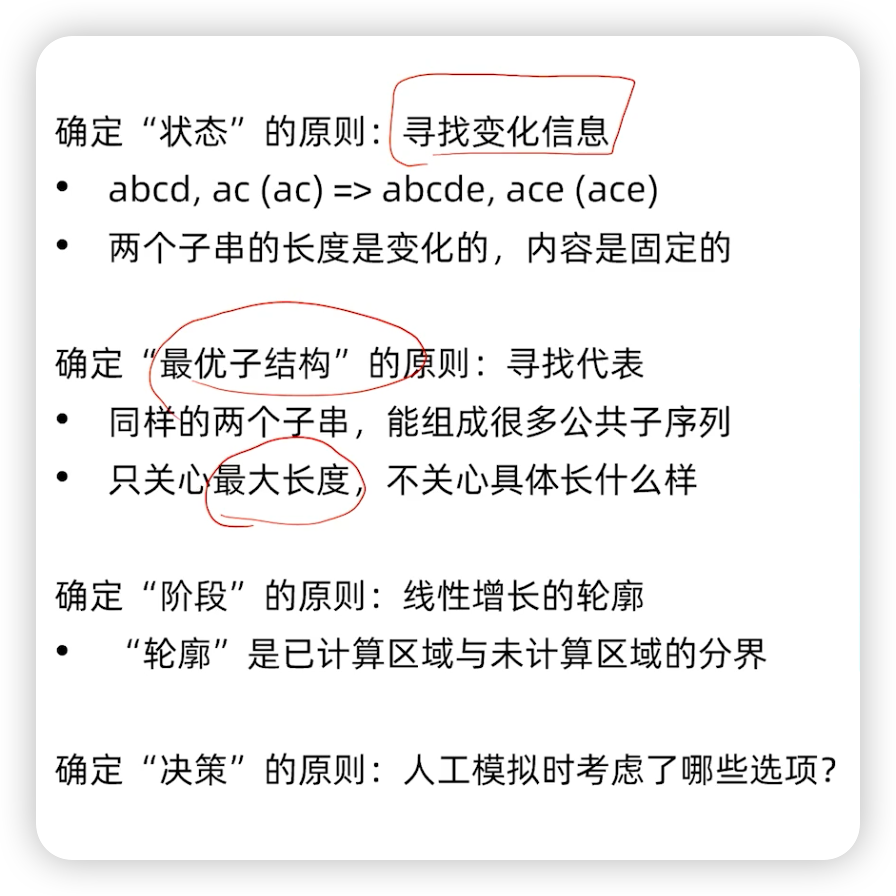 确定“状态”的原则：寻找变化信息
• abcd, ac (ac) => abcde, ace (ace)
• 两个子串的长度是变化的，内容是固定的
确定“最优子结构”的原则：寻找代表
• 同样的两个子串，能组成很多公共子序列
• 只关心最大长度，不关心具体长什么样
确定“阶段”的原则：线性增长的轮廓
• “轮廓”是已计算区域与未计算区域的分界
确定“决策”的原则：人工模拟时考虑了哪些选项？